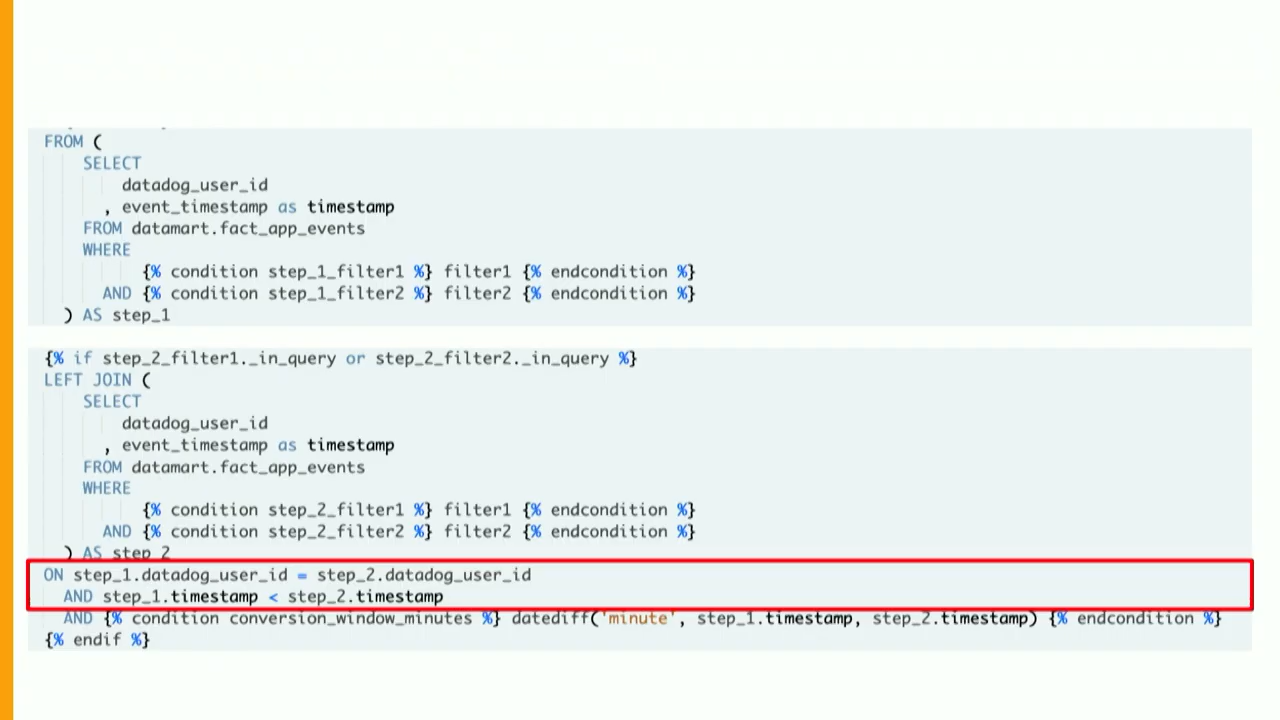 FROM (
SELECT
datadog_user_id
, event_timestamp as timestamp
FROM datamart.fact_app_events
WHERE
{% condition step_1_filter1 %} filter1 {% endcondition %}
AND {% condition step_1_filter2 %} filter2 {% endcondition %}
) AS step_1
{% if step_2_filter1._in_query or step_2_filter2._in_query %}
LEFT JOIN (
SELECT
datadog_user_id
, event_timestamp as timestamp
FROM datamart.fact_app_events
WHERE
{% condition step_2_filter1 %} filter1 {% endcondition %}
AND {% condition step_2_filter2 %} filter2 {% endcondition %}
) AS step_2
ON step_1.datadog_user_id = step_2.datadog_user_id
AND step_1.timestamp < step_2.timestamp
AND {% condition conversion_window_minutes %} datediff('minute', step_1.timestamp, step_2.timestamp) {% endcondition %}
{% endif %}